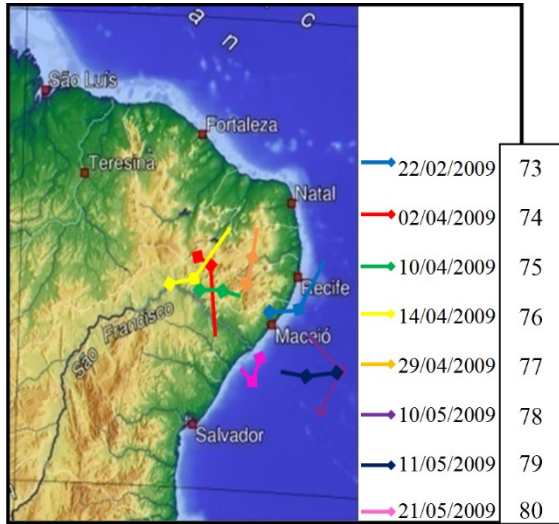 an c
São Luís
Fortaleza
Teresina
Natal
Recife
São Francisco
Maceió
Salvador
22/02/2009 73
02/04/2009 74
10/04/2009 75
14/04/2009 76
29/04/2009 77
10/05/2009 78
11/05/2009 79
21/05/2009 80